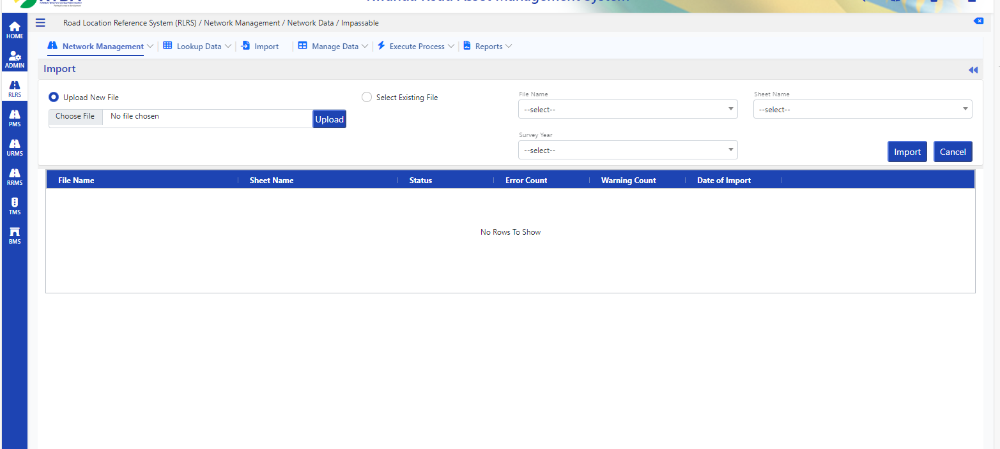 Rwanda Road Asset Management System
Road Location Reference System (RLRS) / Network Management / Network Data / Impassable
HOME
ADMIN
RLRS
PMS
URMS
RRMS
TMS
BMS
Network Management
Lookup Data
Import
Manage Data
Execute Process
Reports
Import
Upload New File
Select Existing File
File Name
Sheet Name
Choose File No file chosen
Upload
--select--
--select--
Survey Year
--select--
Import
Cancel
File Name
Sheet Name
Status
Error Count
Warning Count
Date of Import
No Rows To Show